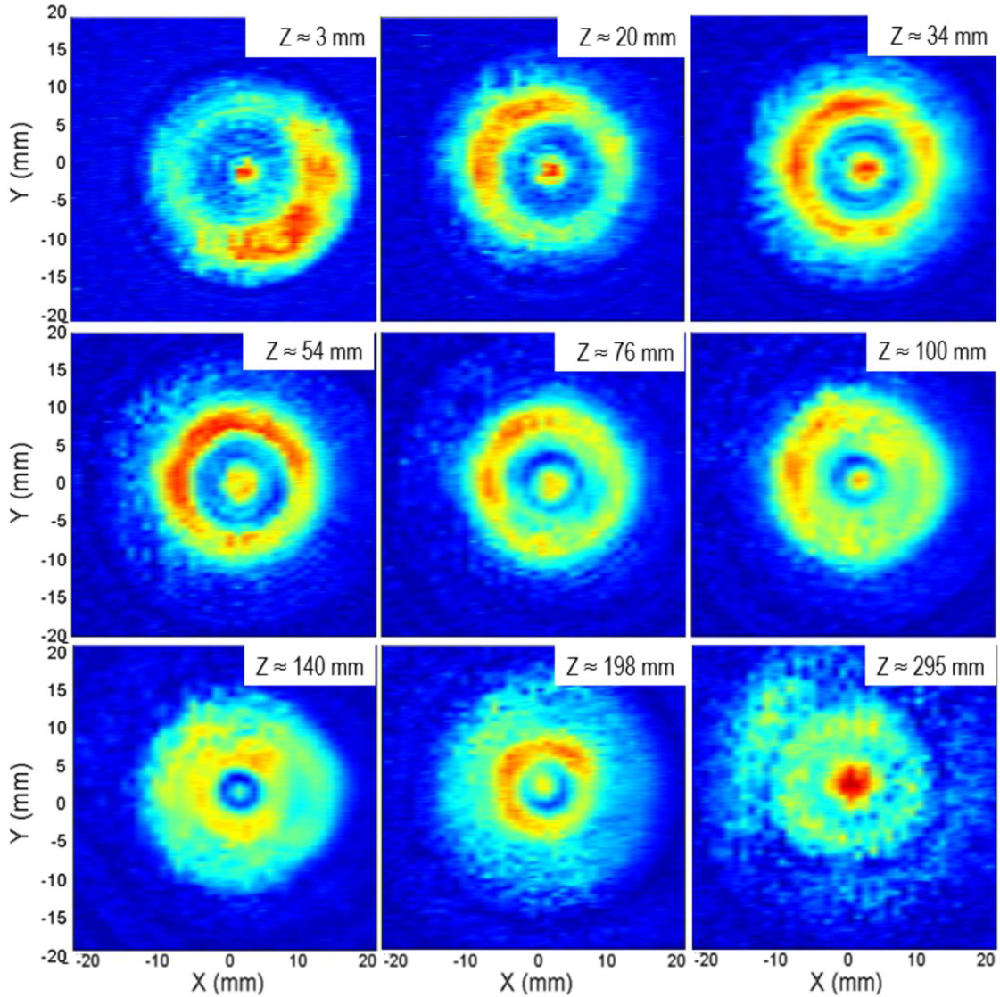 Z ≈ 3 mm
Z ≈ 20 mm
Z ≈ 34 mm
20
15
10
5
0
-5
-10
-15
-20
Y (mm)
Z ≈ 54 mm
Z ≈ 76 mm
Z ≈ 100 mm
20
15
10
5
0
-5
-10
-15
-20
Y (mm)
Z ≈ 140 mm
Z ≈ 198 mm
Z ≈ 295 mm
20
15
10
5
0
-5
-10
-15
-20
Y (mm)
-20 -10 0 10 20
-20 -10 0 10 20
-20 -10 0 10 20
X (mm)
X (mm)
X (mm)